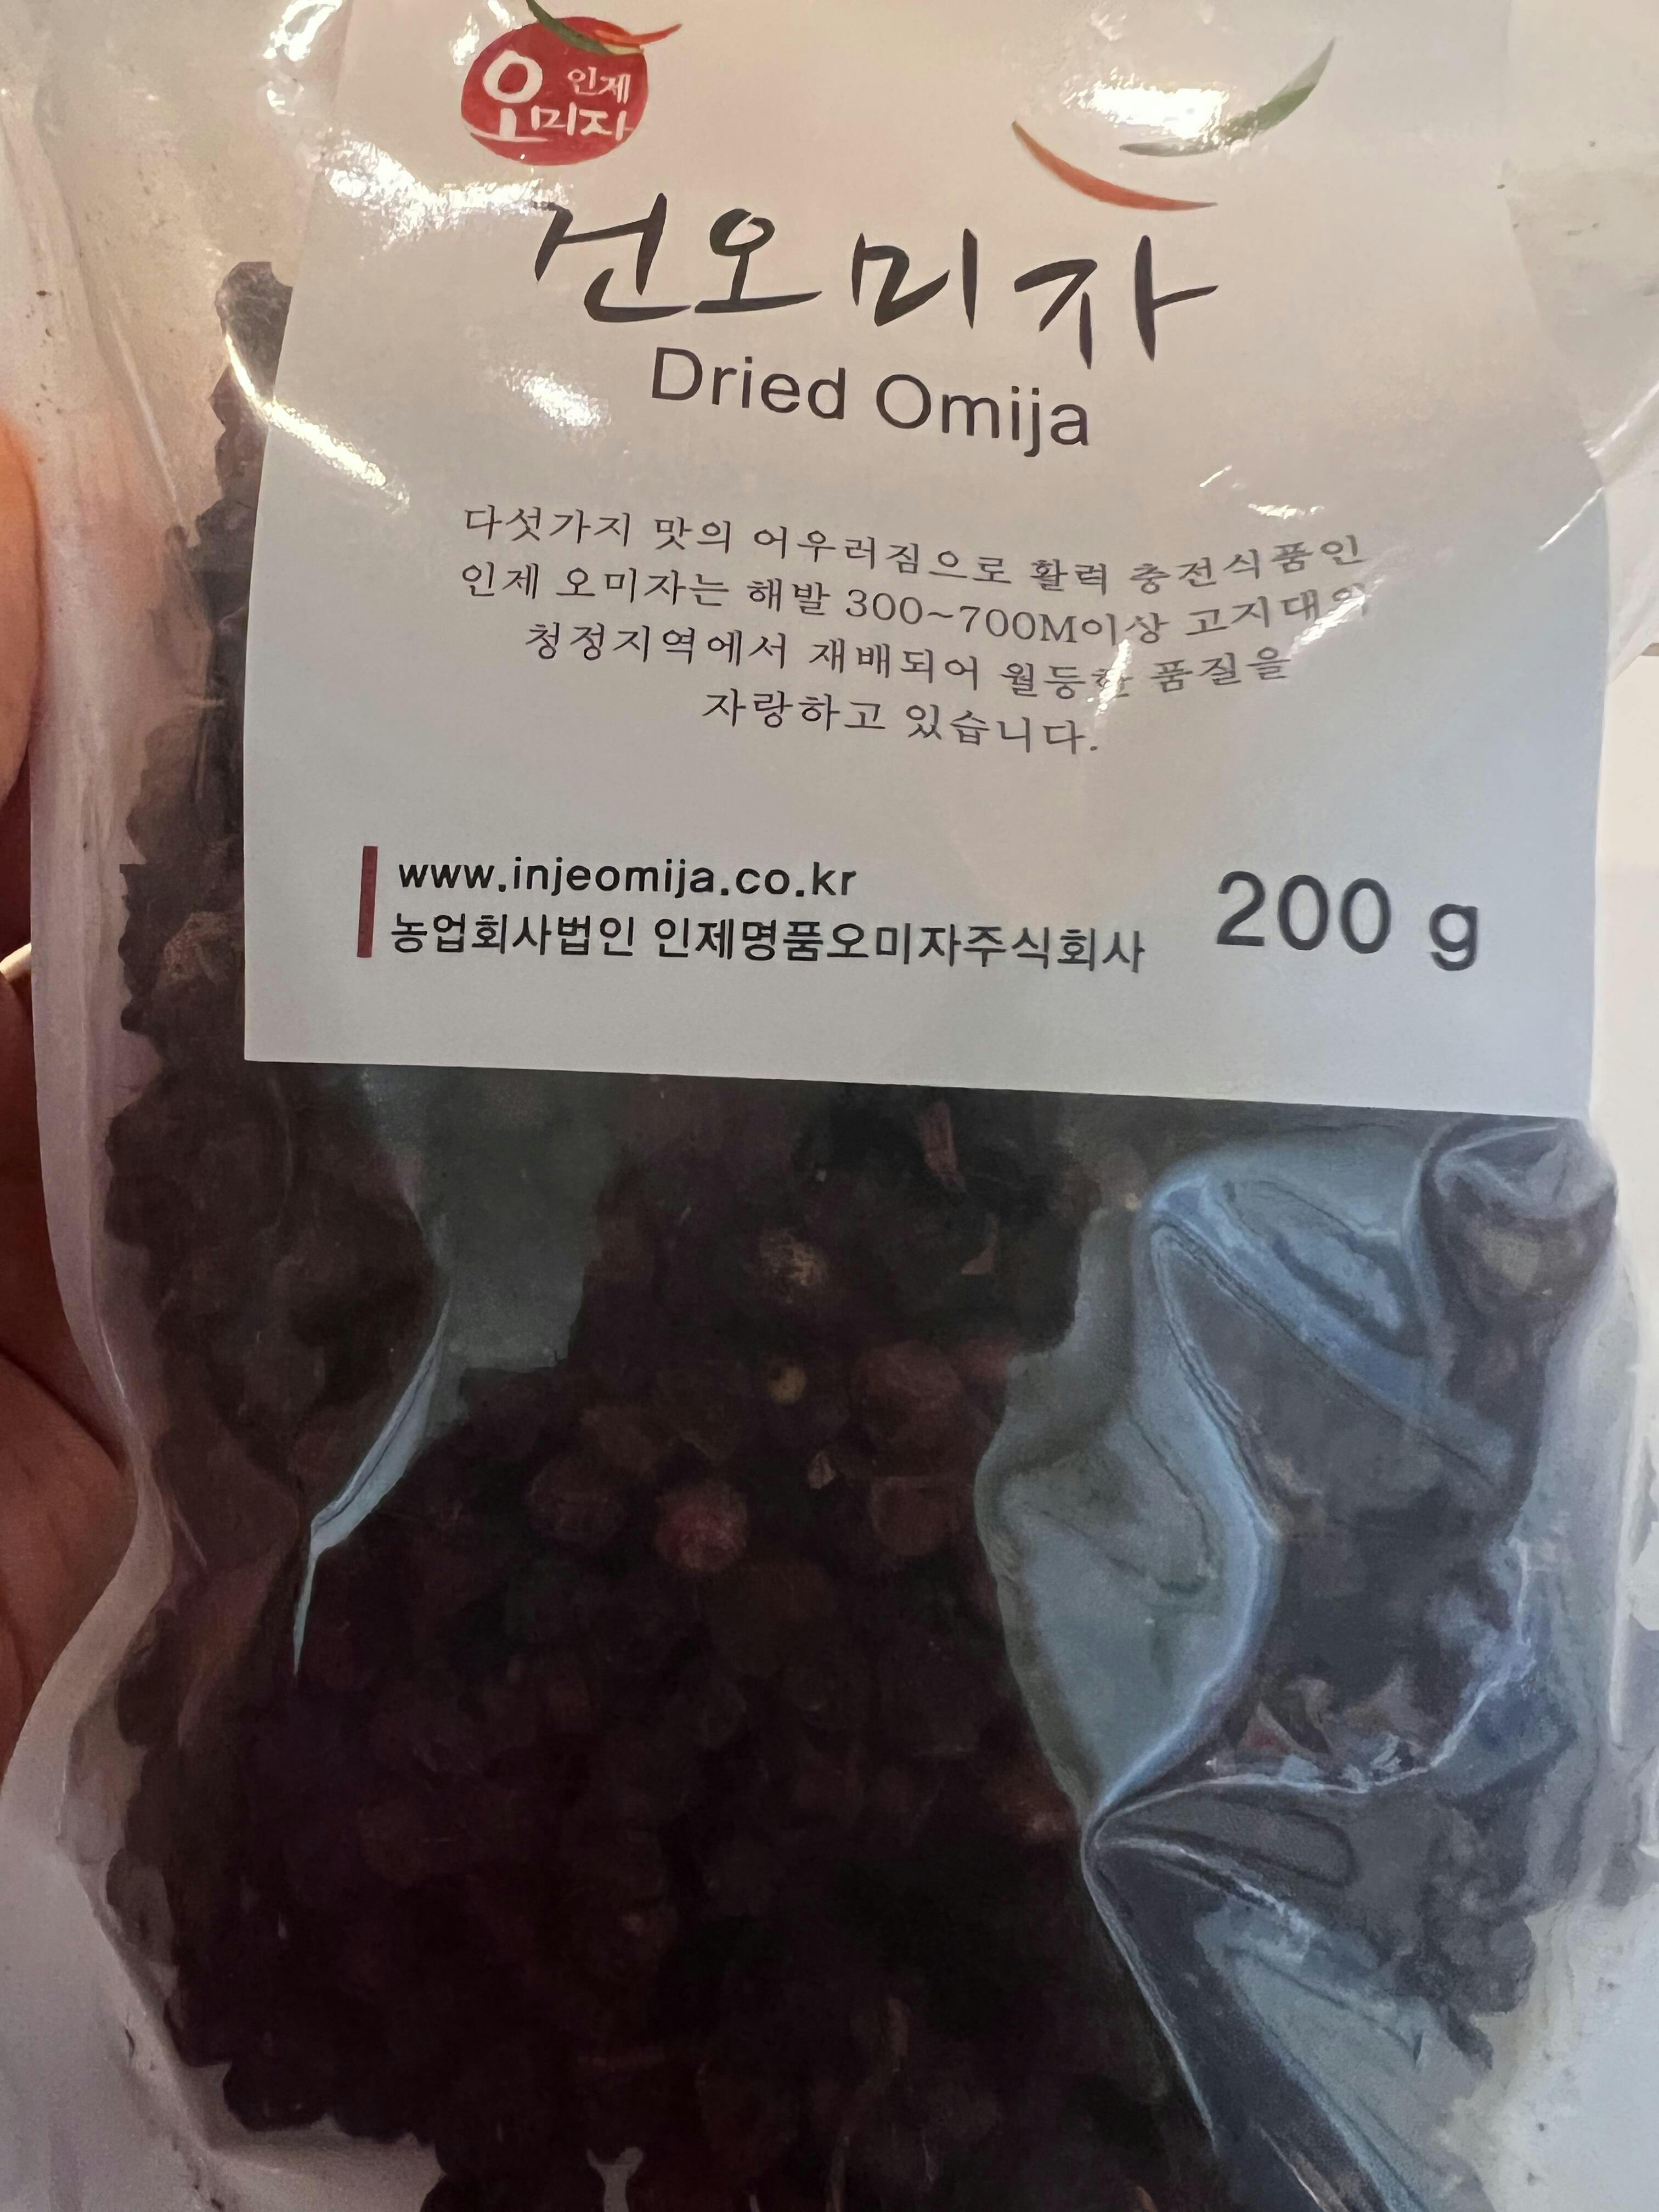 인제
오미자
건오미자
Dried Omija
다섯가지 맛의 어우러짐으로 활력 충전식품인
인제 오미자는 해발 300~700M이상 고지대의
청정지역에서 재배되어 월등한 품질을
자랑하고 있습니다.
www.injeomija.co.kr
농업회사법인 인제명품오미자주식회사
200 g